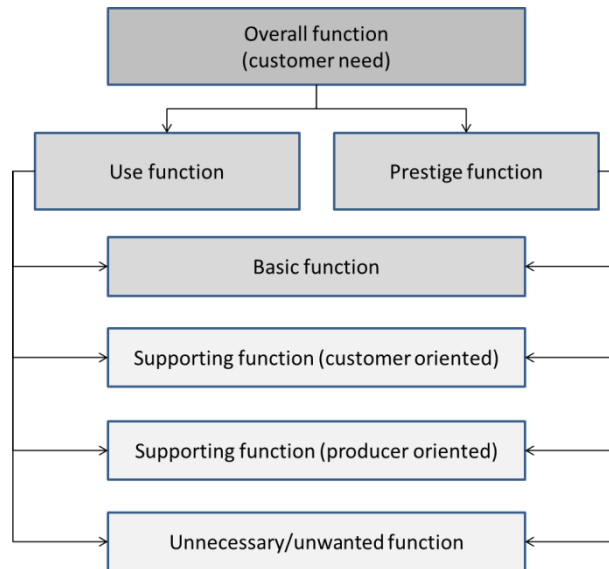 Overall function
(customer need)
Use function
Prestige function
Basic function
Supporting function (customer oriented)
Supporting function (producer oriented)
Unnecessary/unwanted function